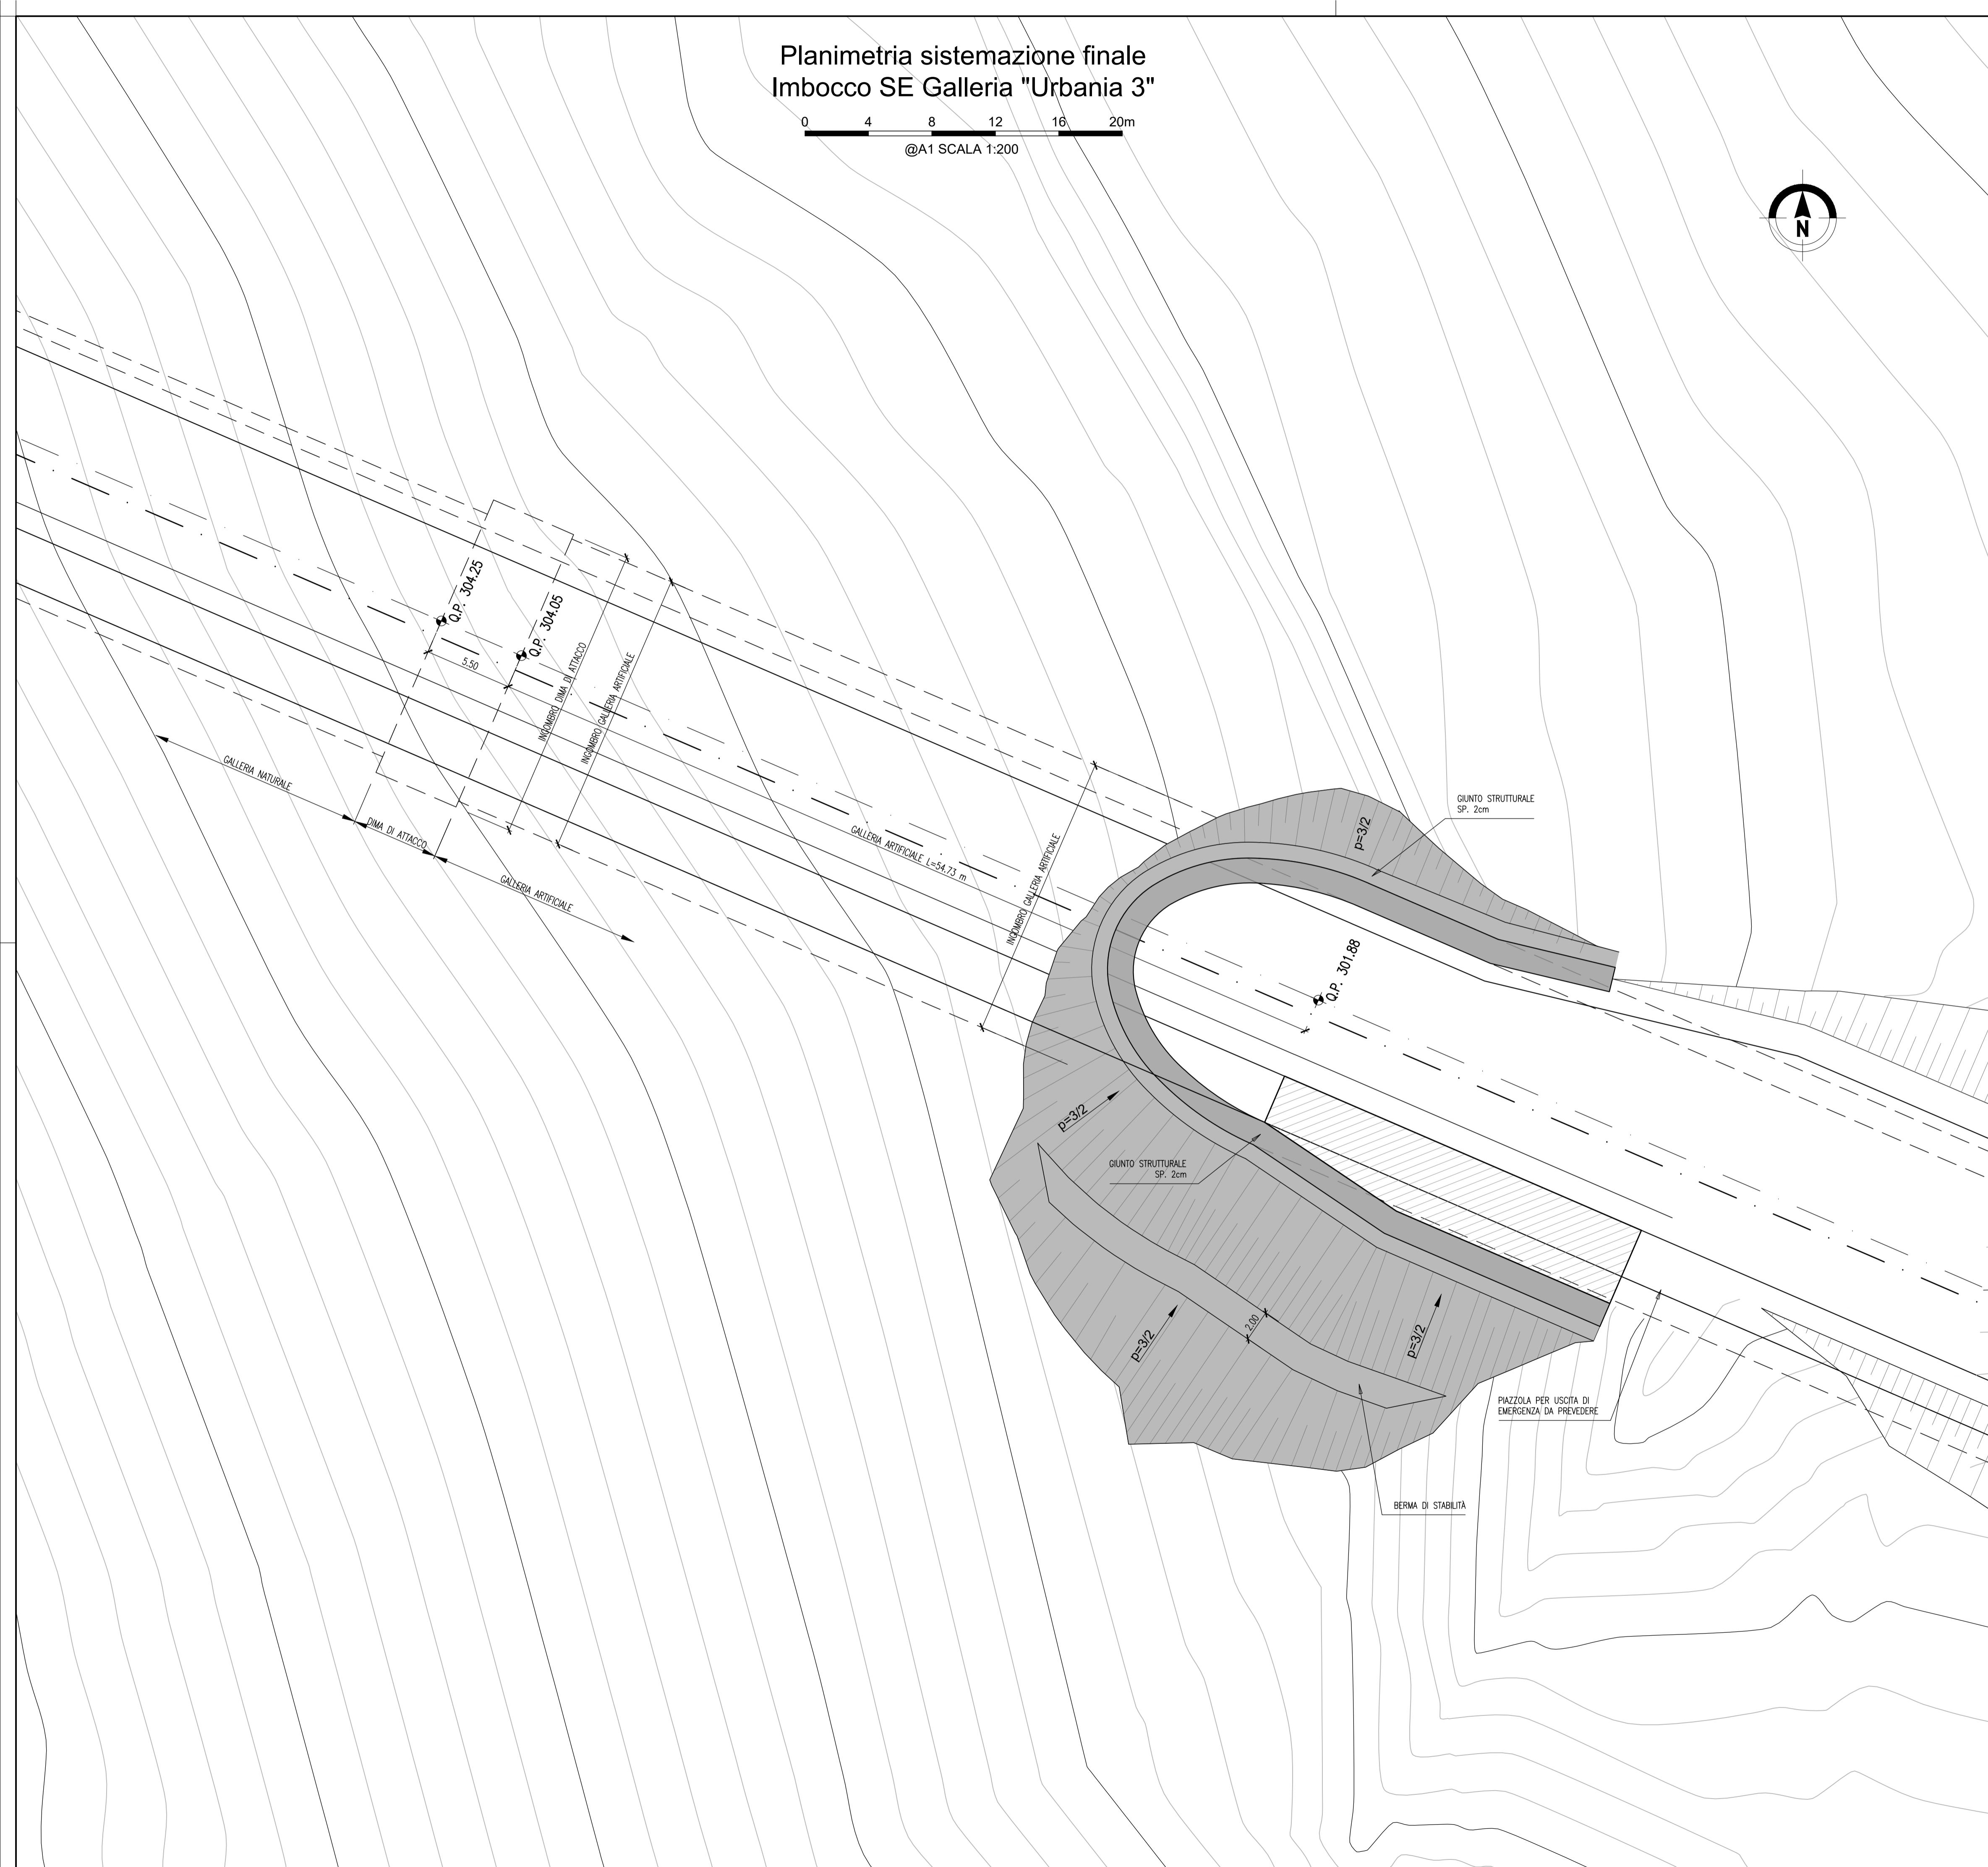 Planimetria sistemazione finale
Imbocco SE Galleria "Urbania 3"
0 4 8 12 16 20m
@A1 SCALA 1:200
N
Q.P. 304.25
Q.P. 304.05
5.50
INGOMBRO DIMA DI ATTACCO
INGOMBRO GALLERIA ARTIFICIALE
GALLERIA NATURALE
DIMA DI ATTACCO
GALLERIA ARTIFICIALE
GALLERIA ARTIFICIALE L=54.73 m
INGOMBRO GALLERIA ARTIFICIALE
GIUNTO STRUTTURALE
SP. 2cm
p=3/2
Q.P. 301.88
p=3/2
GIUNTO STRUTTURALE
SP. 2cm
2.00
p=3/2
p=3/2
PIAZZOLA PER USCITA DI
EMERGENZA DA PREVEDERE
BERMA DI STABILITÀ